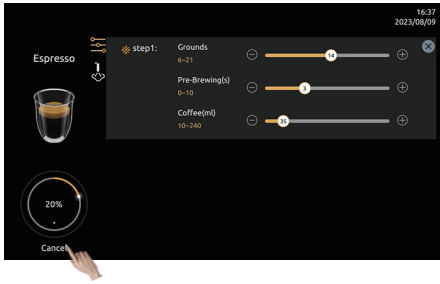 16:37
2023/08/09
Espresso
step1:
Grounds
6~21
14
Pre-Brewing(s)
0~10
3
Coffee(ml)
10~240
35
20%
Cancel